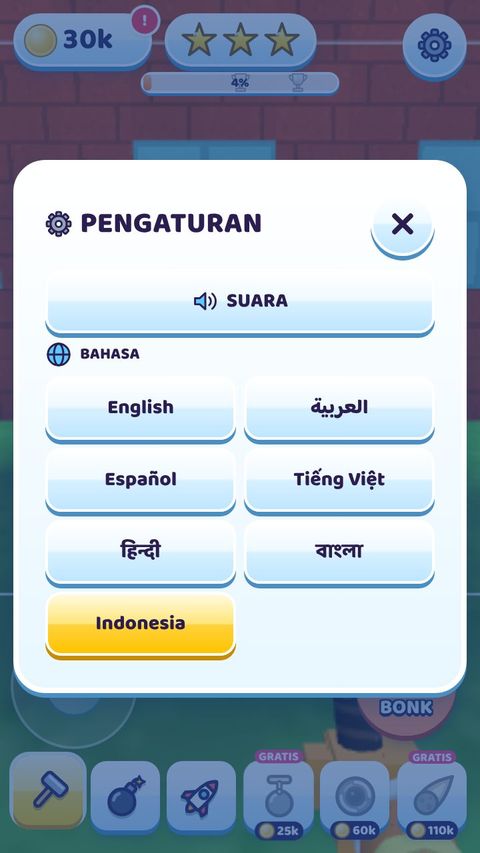 30k
!
4%
PENGATURAN
SUARA
BAHASA
English
العربية
Español
Tiếng Việt
हिन्दी
বাংলা
Indonesia
BONK
GRATIS
GRATIS
25k
60k
110k